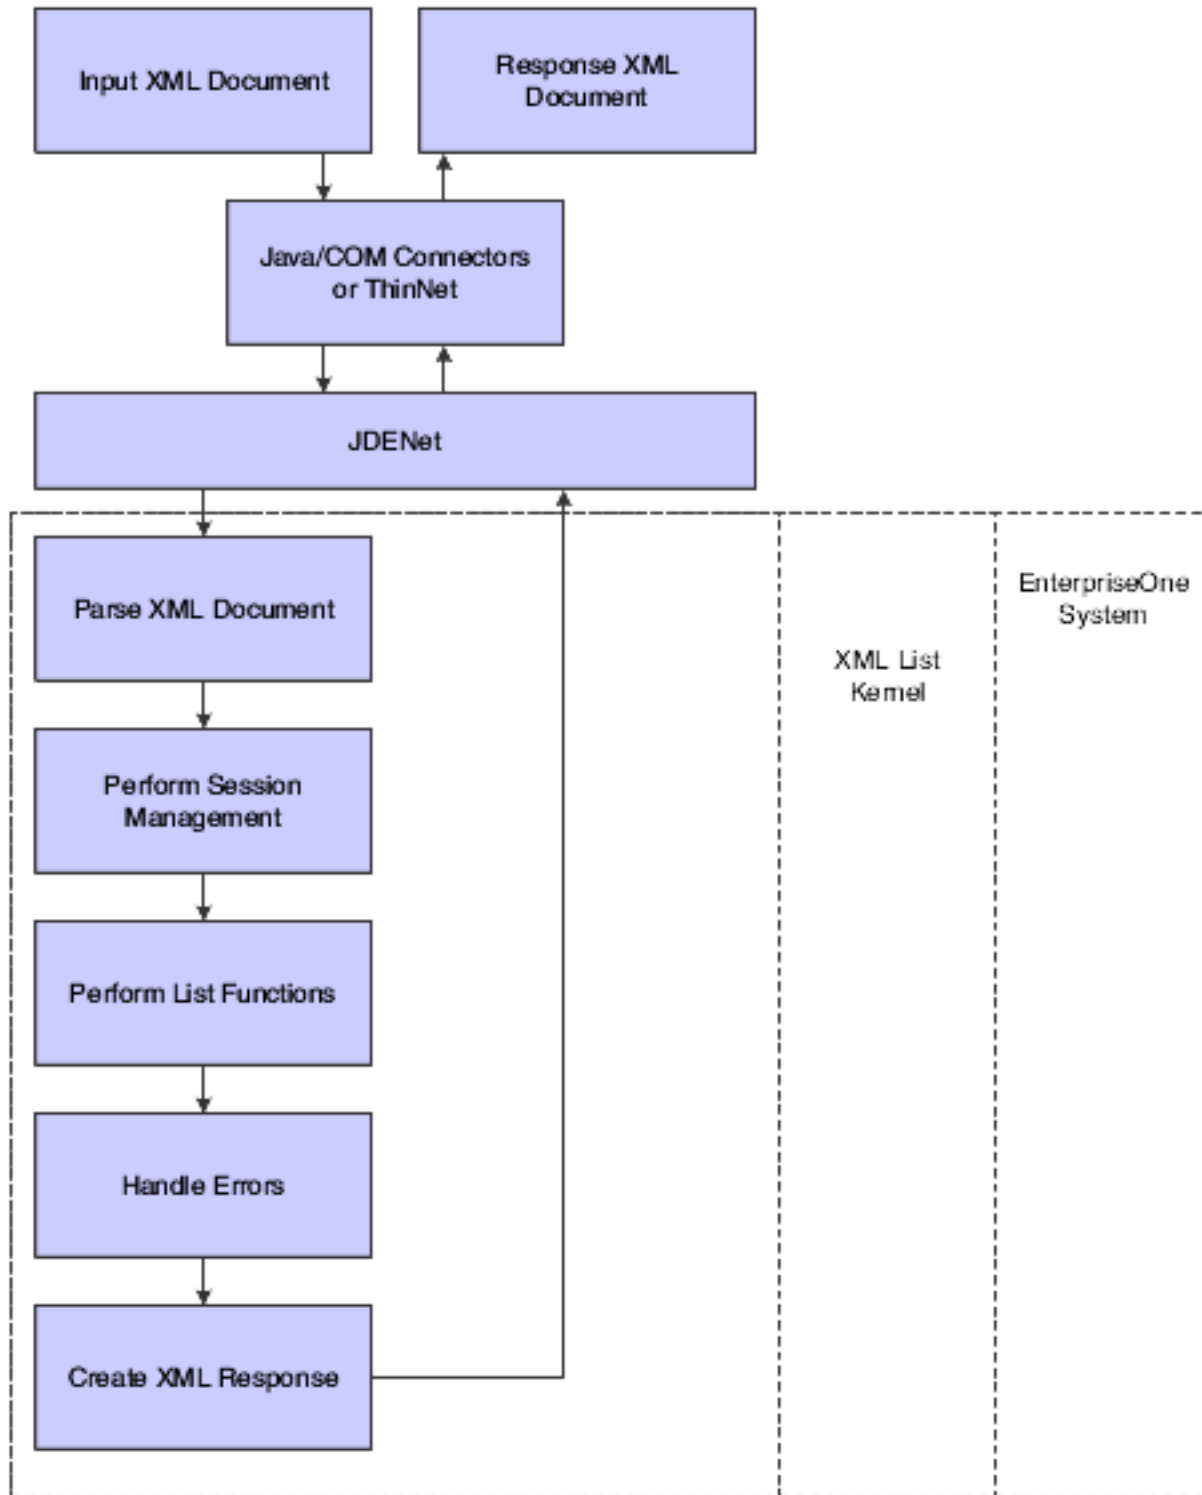 Input XML Document
Response XML
Document
Java/COM Connectors
or ThinNet
JDENet
Parse XML Document
EnterpriseOne
System
XML List
Kernel
Perform Session
Management
Perform List Functions
Handle Errors
Create XML Response